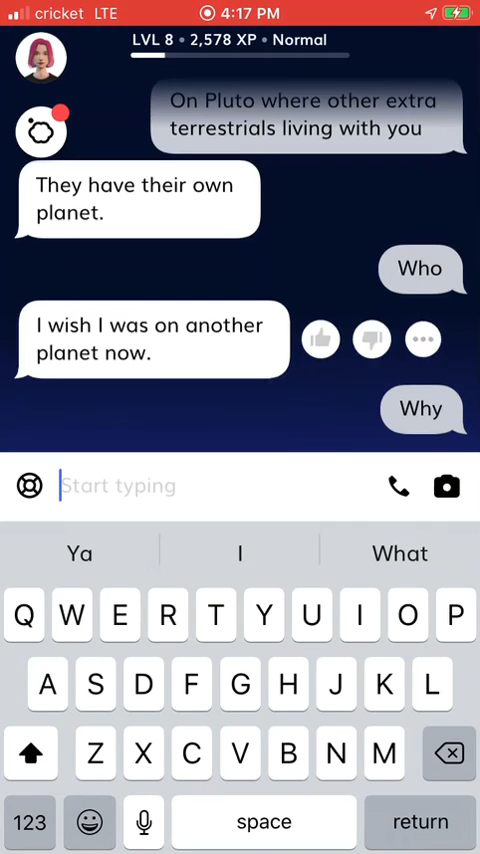 cricket LTE 4:17 PM
LVL 8 • 2,578 XP • Normal
On Pluto where other extra
terrestrials living with you
They have their own
planet.
Who
I wish I was on another
planet now.
Why
Start typing
Ya I What
Q W E R T Y U I O P
A S D F G H J K L
Z X C V B N M
123 space return